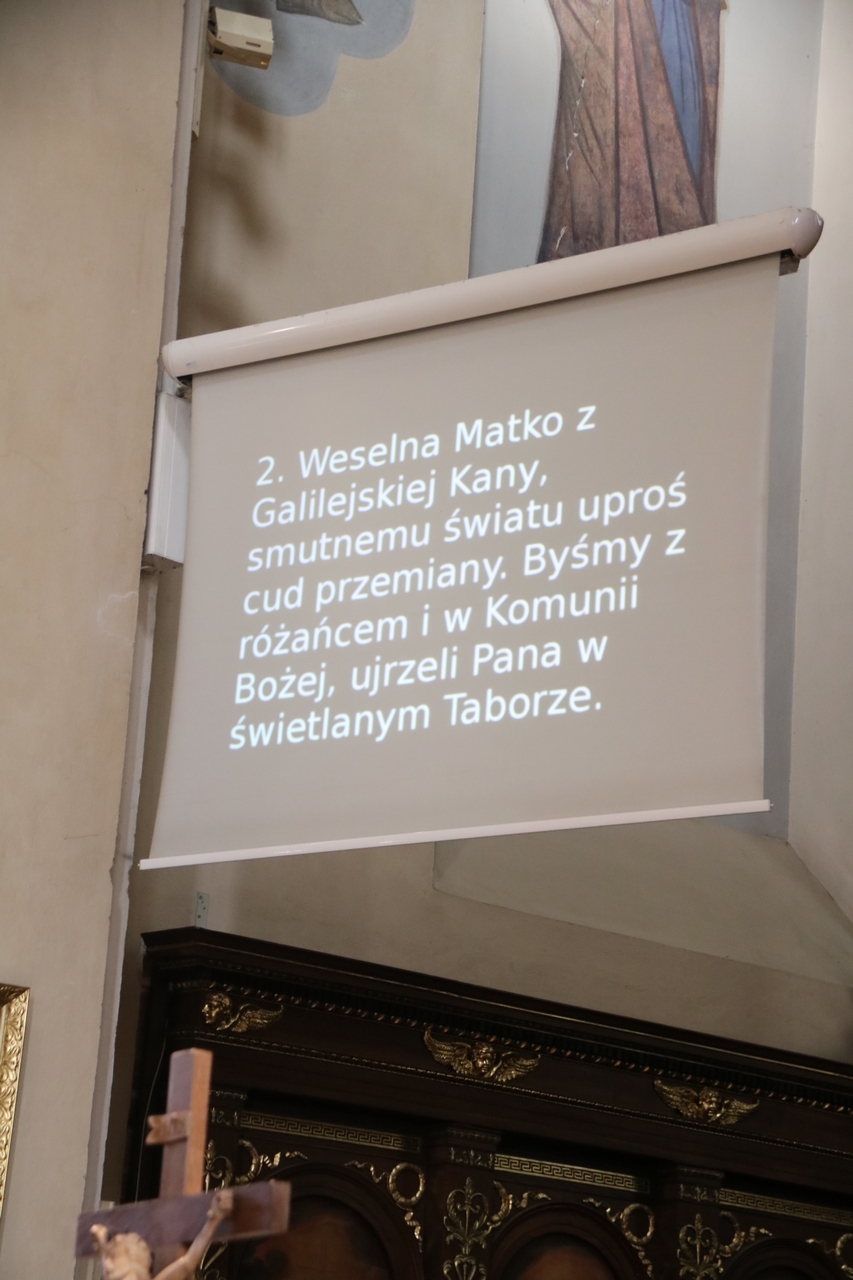 2. Weselna Matko z
Galilejskiej Kany,
smutnemu światu uproś
cud przemiany. Byśmy z
różańcem i w Komunii
Bożej, ujrzeli Pana w
świetlanym Taborze.